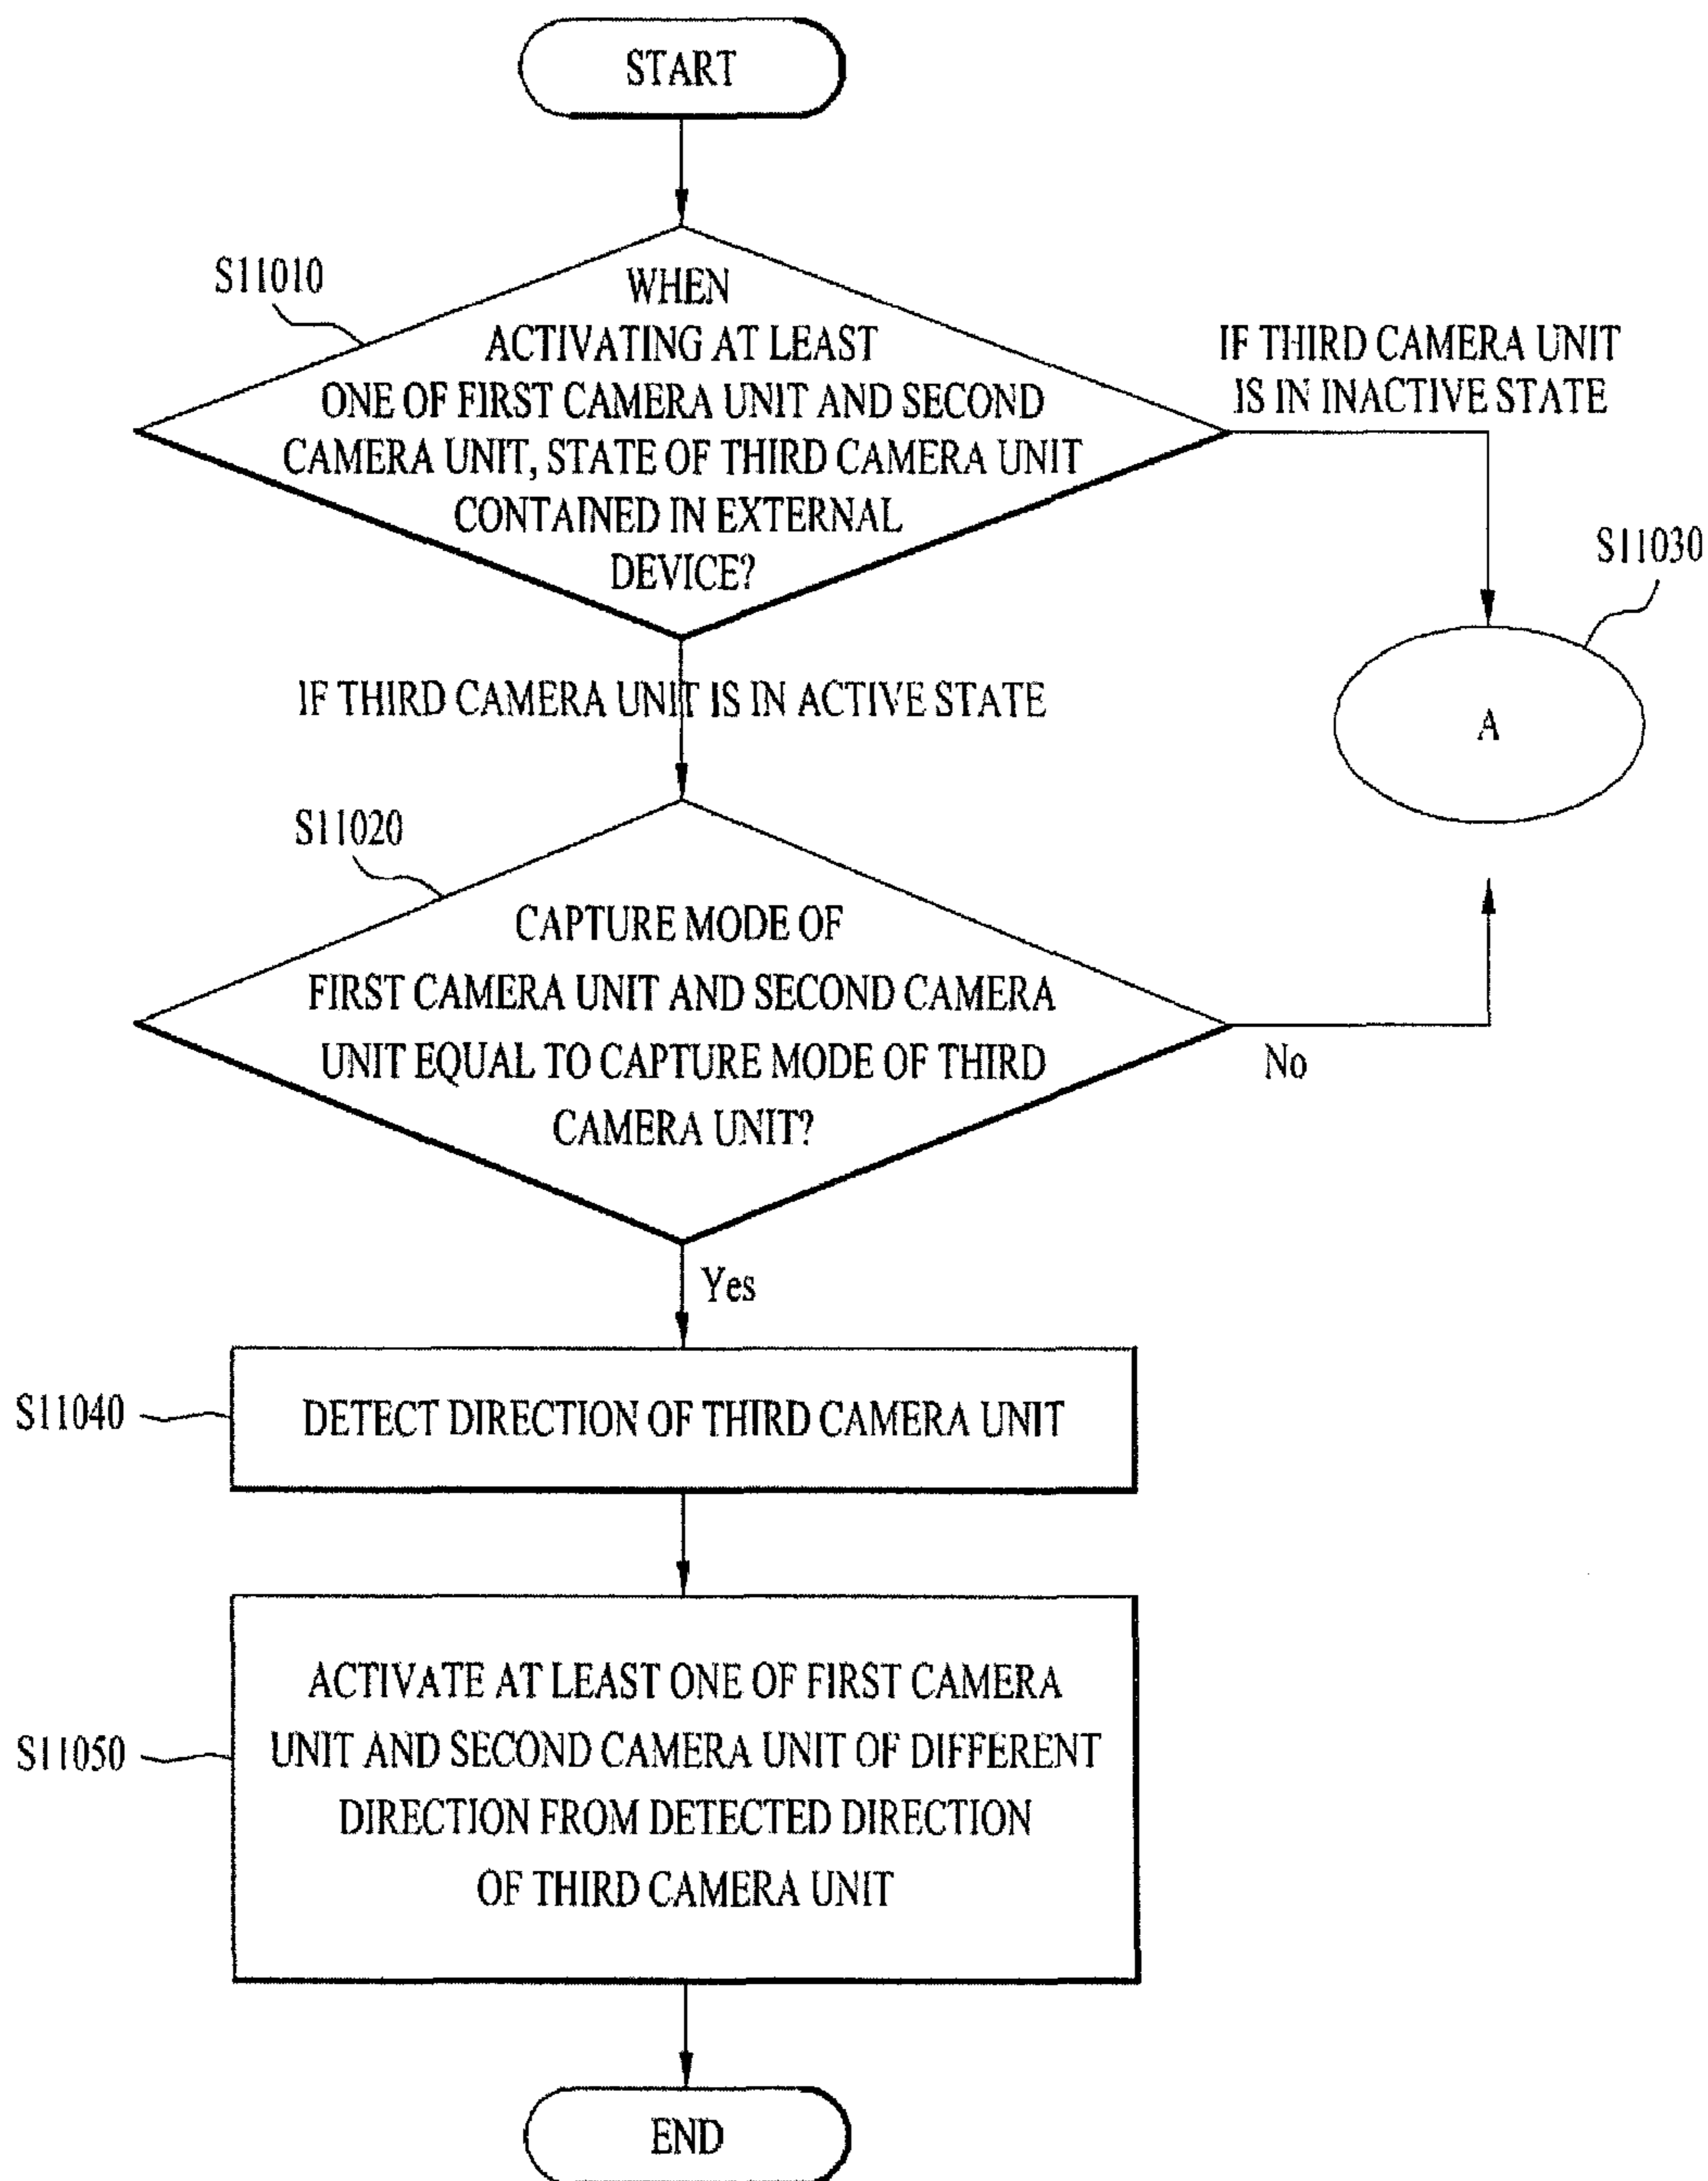 START
S11010
WHEN
ACTIVATING AT LEAST
ONE OF FIRST CAMERA UNIT AND SECOND
CAMERA UNIT, STATE OF THIRD CAMERA UNIT
CONTAINED IN EXTERNAL
DEVICE?
IF THIRD CAMERA UNIT
IS IN INACTIVE STATE
S11030
A
IF THIRD CAMERA UNIT IS IN ACTIVE STATE
S11020
CAPTURE MODE OF
FIRST CAMERA UNIT AND SECOND CAMERA
UNIT EQUAL TO CAPTURE MODE OF THIRD
CAMERA UNIT?
No
Yes
S11040
DETECT DIRECTION OF THIRD CAMERA UNIT
S11050
ACTIVATE AT LEAST ONE OF FIRST CAMERA
UNIT AND SECOND CAMERA UNIT OF DIFFERENT
DIRECTION FROM DETECTED DIRECTION
OF THIRD CAMERA UNIT
END